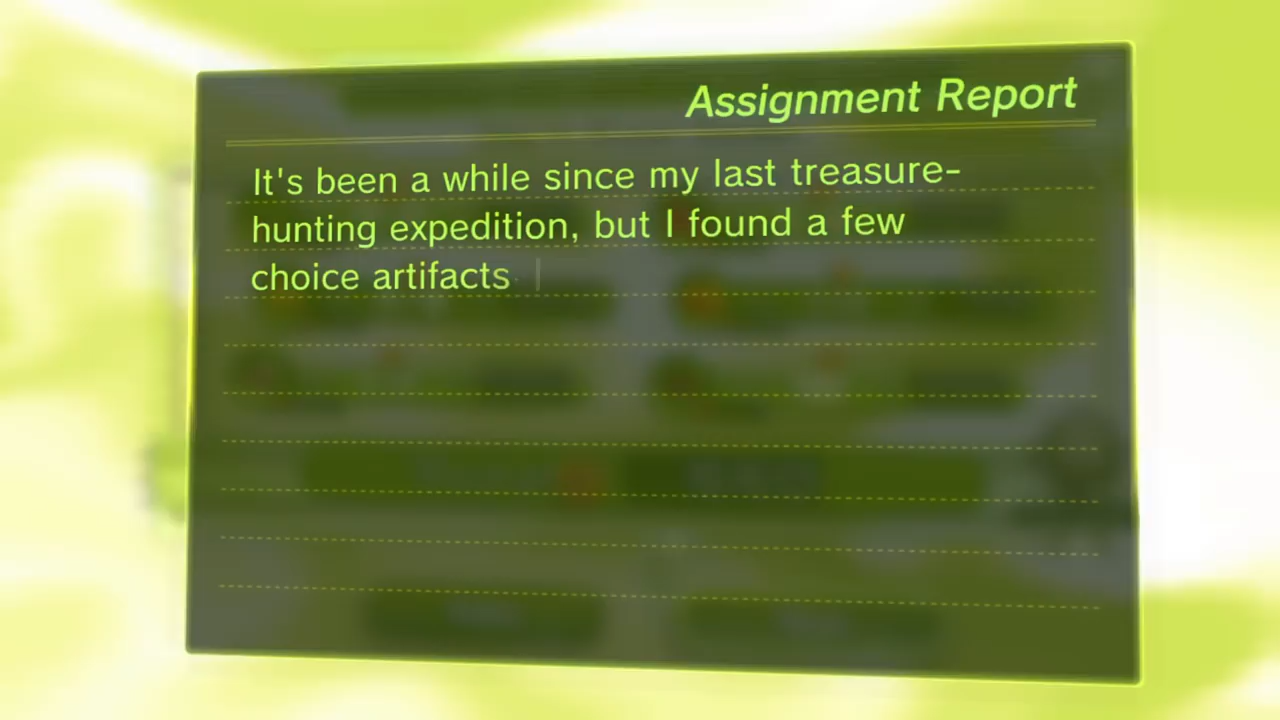 Assignment Report
It's been a while since my last treasure-
hunting expedition, but I found a few
choice artifacts